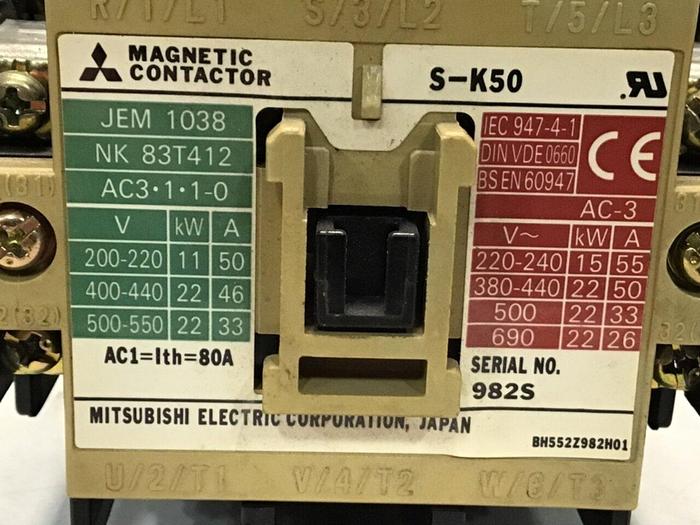 R/1/L1 S/3/L2 T/5/L3
MAGNETIC
CONTACTOR
S-K50
JEM 1038
NK 83T412
AC3・1・1-0
V kW A
200-220 11 50
400-440 22 46
500-550 22 33
AC1=Ith=80A
IEC 947-4-1
DIN VDE 0660
BS EN 60947
CE
AC-3
V~ kW A
220-240 15 55
380-440 22 50
500 22 33
690 22 26
SERIAL NO.
982S
MITSUBISHI ELECTRIC CORPORATION, JAPAN
BH552Z982H01
U/2/T1 V/4/T2 W/6/T3
(31)
(32)